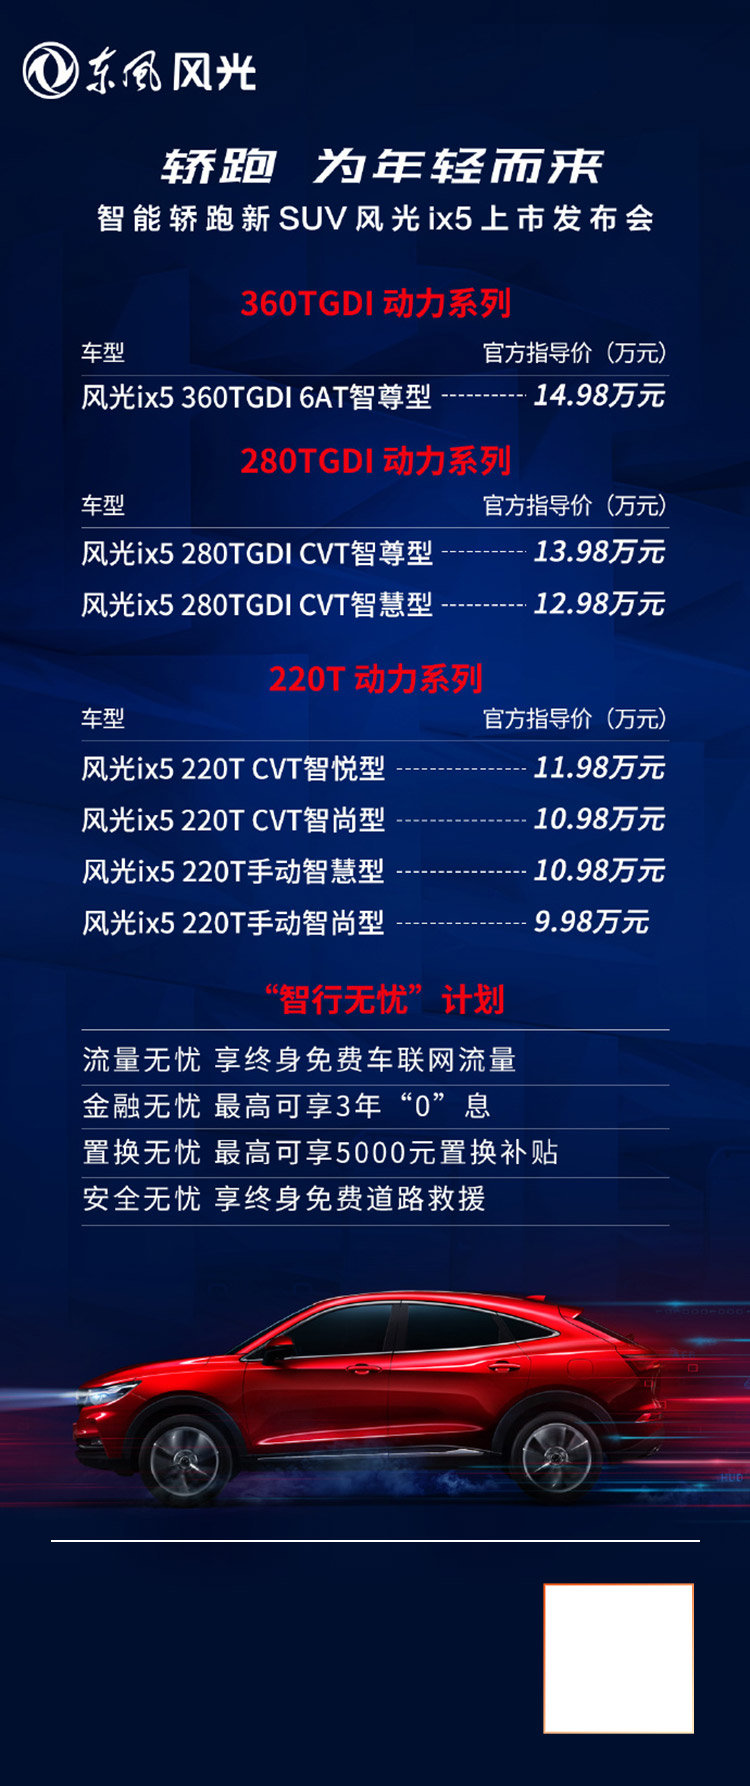 东风风光
轿跑 为年轻而来
智能轿跑新SUV风光ix5上市发布会
360TGDI 动力系列
车型 官方指导价（万元）
风光ix5 360TGDI 6AT智尊型 ---------- 14.98万元
280TGDI 动力系列
车型 官方指导价（万元）
风光ix5 280TGDI CVT智尊型 ---------- 13.98万元
风光ix5 280TGDI CVT智慧型 ---------- 12.98万元
220T 动力系列
车型 官方指导价（万元）
风光ix5 220T CVT智悦型 ---------------- 11.98万元
风光ix5 220T CVT智尚型 ---------------- 10.98万元
风光ix5 220T手动智慧型 ---------------- 10.98万元
风光ix5 220T手动智尚型 ---------------- 9.98万元
“智行无忧”计划
流量无忧 享终身免费车联网流量
金融无忧 最高可享3年“0”息
置换无忧 最高可享5000元置换补贴
安全无忧 享终身免费道路救援
HUD